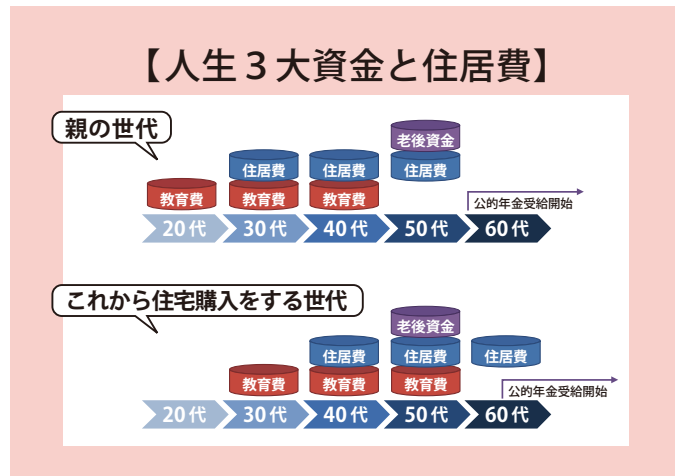 【人生３大資金と住居費】
親の世代
老後資金
住居費 住居費 住居費
教育費 教育費 教育費
公的年金受給開始
20代 30代 40代 50代 60代
これから住宅購入をする世代
老後資金
住居費 住居費 住居費
教育費 教育費 教育費
公的年金受給開始
20代 30代 40代 50代 60代